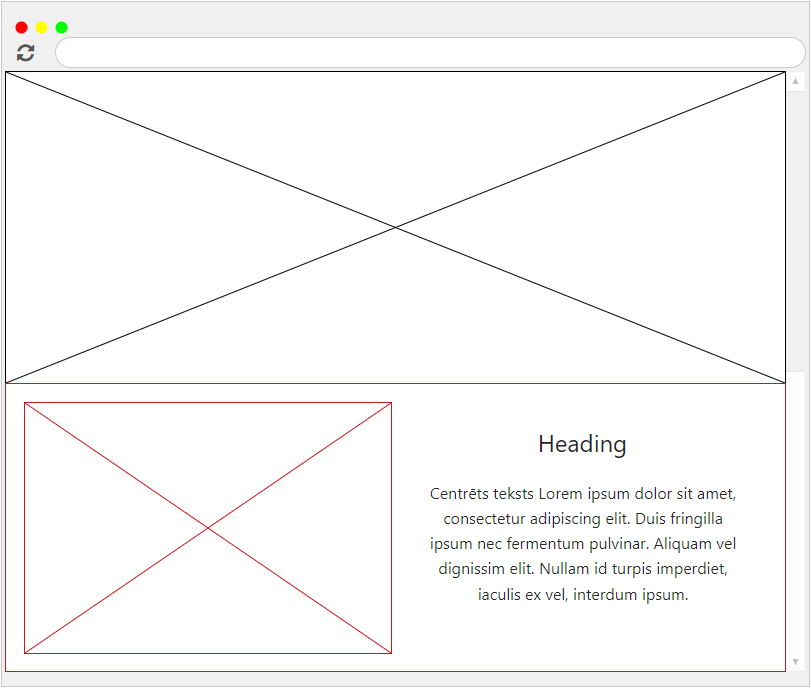 Heading
Centrēts teksts Lorem ipsum dolor sit amet,
consectetur adipiscing elit. Duis fringilla
ipsum nec fermentum pulvinar. Aliquam vel
dignissim elit. Nullam id turpis imperdiet,
iaculis ex vel, interdum ipsum.